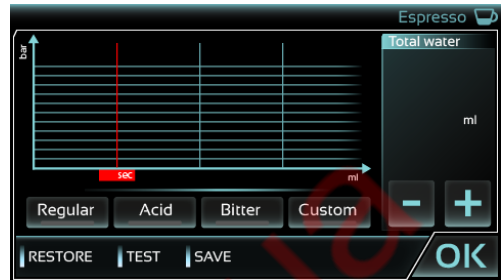 Espresso
Total water
bar
ml
sec
ml
Regular Acid Bitter Custom
- +
RESTORE TEST SAVE
OK